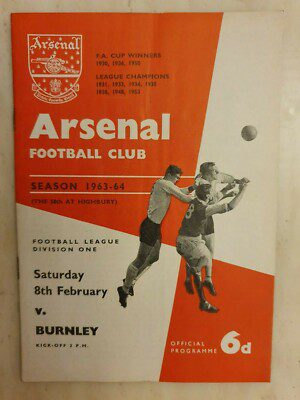 Arsenal
F.A. CUP WINNERS
1930, 1936, 1950
LEAGUE CHAMPIONS
1931, 1933, 1934, 1935
1938, 1948, 1953
Arsenal
FOOTBALL CLUB
SEASON 1963-64
(THE 50th AT HIGHBURY)
FOOTBALL LEAGUE
DIVISION ONE
Saturday
8th February
v.
BURNLEY
KICK-OFF 3 P.M.
OFFICIAL
PROGRAMME
6d
8